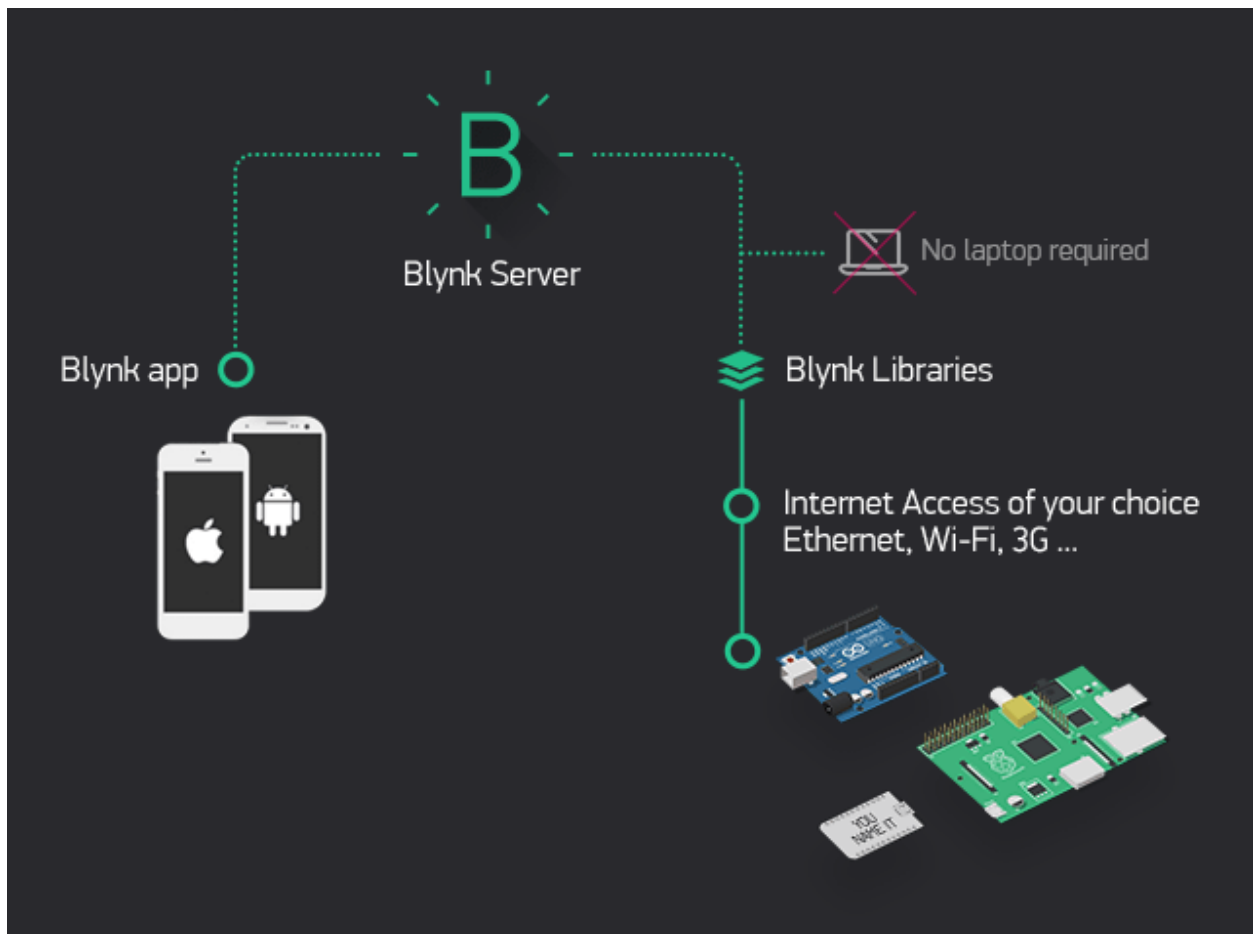 B
Blynk Server
No laptop required
Blynk app
Blynk Libraries
Internet Access of your choice
Ethernet, Wi-Fi, 3G ...
YOU
NAME IT